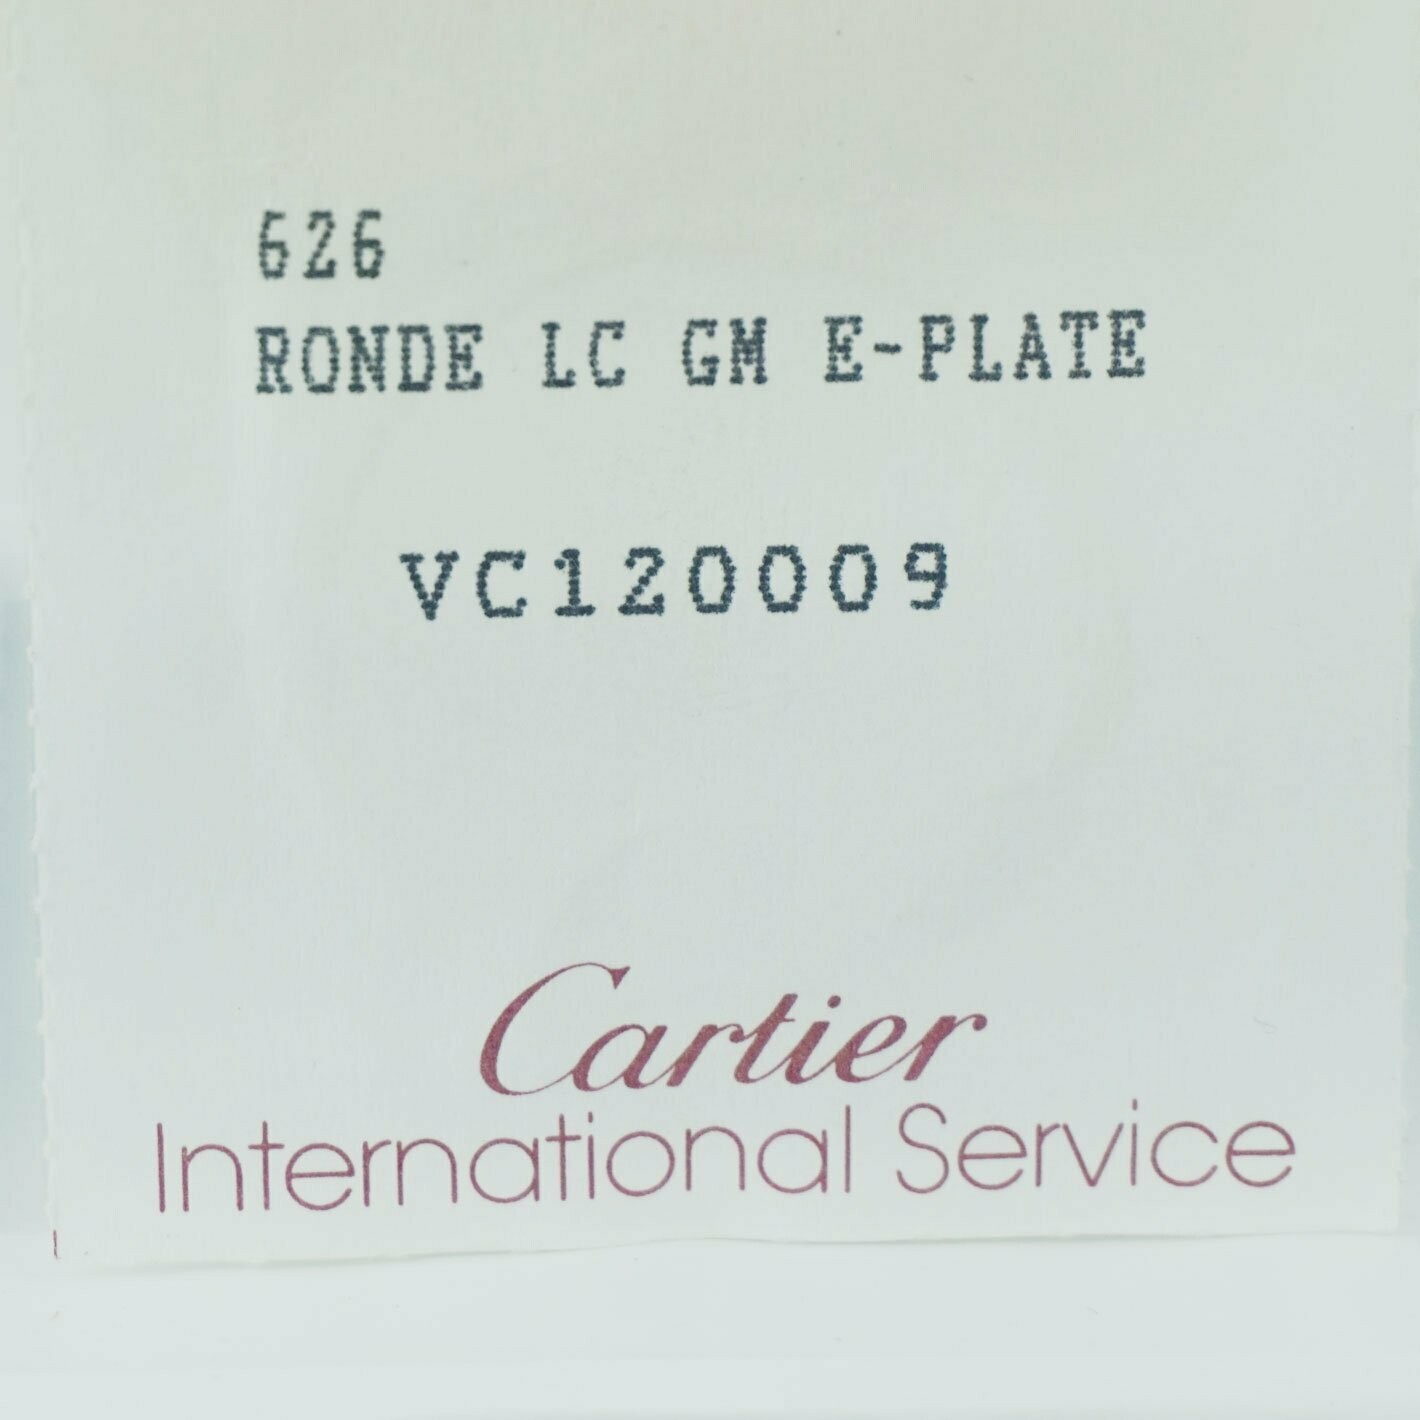 626
RONDE LC GM E-PLATE
VC120009
Cartier
International Service